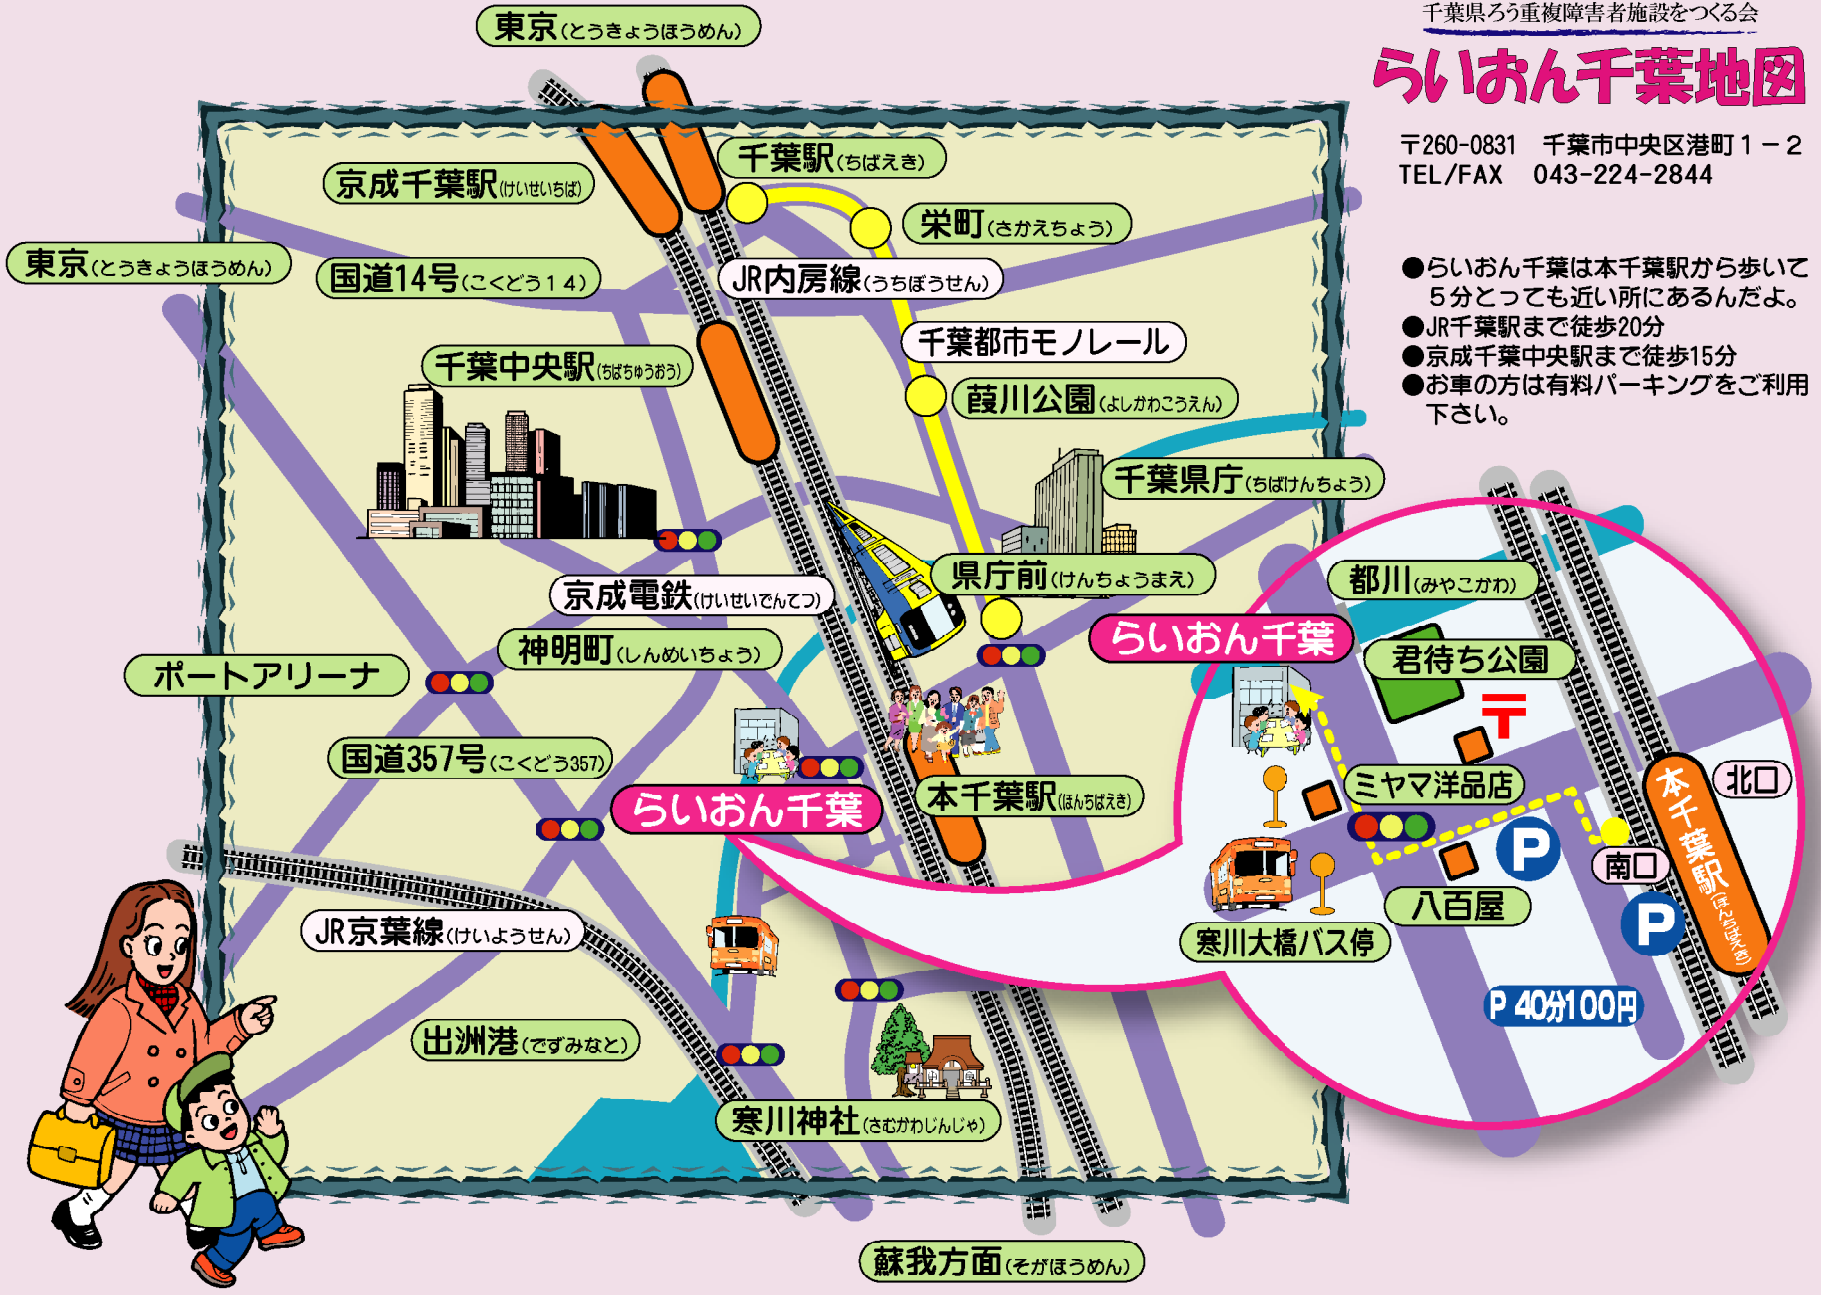 千葉県ろう重複障害者施設をつくる会
らいおん千葉地図
〒260-0831 千葉市中央区港町1-2
TEL/FAX 043-224-2844
●らいおん千葉は本千葉駅から歩いて
5分とっても近い所にあるんだよ。
●JR千葉駅まで徒歩20分
●京成千葉中央駅まで徒歩15分
●お車の方は有料パーキングをご利用
下さい。
東京(とうきょうほうめん)
千葉駅(ちばえき)
京成千葉駅(けいせいちば)
栄町(さかえちょう)
東京(とうきょうほうめん)
国道14号(こくどう14)
JR内房線(うちぼうせん)
千葉都市モノレール
千葉中央駅(ちばちゅうおう)
葭川公園(よしかわこうえん)
千葉県庁(ちばけんちょう)
県庁前(けんちょうまえ)
京成電鉄(けいせいでんてつ)
神明町(しんめいちょう)
ポートアリーナ
国道357号(こくどう357)
らいおん千葉
本千葉駅(ほんちばえき)
JR京葉線(けいようせん)
出洲港(でずみなと)
寒川神社(さむかわじんじゃ)
蘇我方面(そがほうめん)
都川(みやこかわ)
らいおん千葉
君待ち公園
〒
ミヤマ洋品店
北口
本千葉駅(ほんちばえき)
P
南口
P
八百屋
寒川大橋バス停
P 40分100円